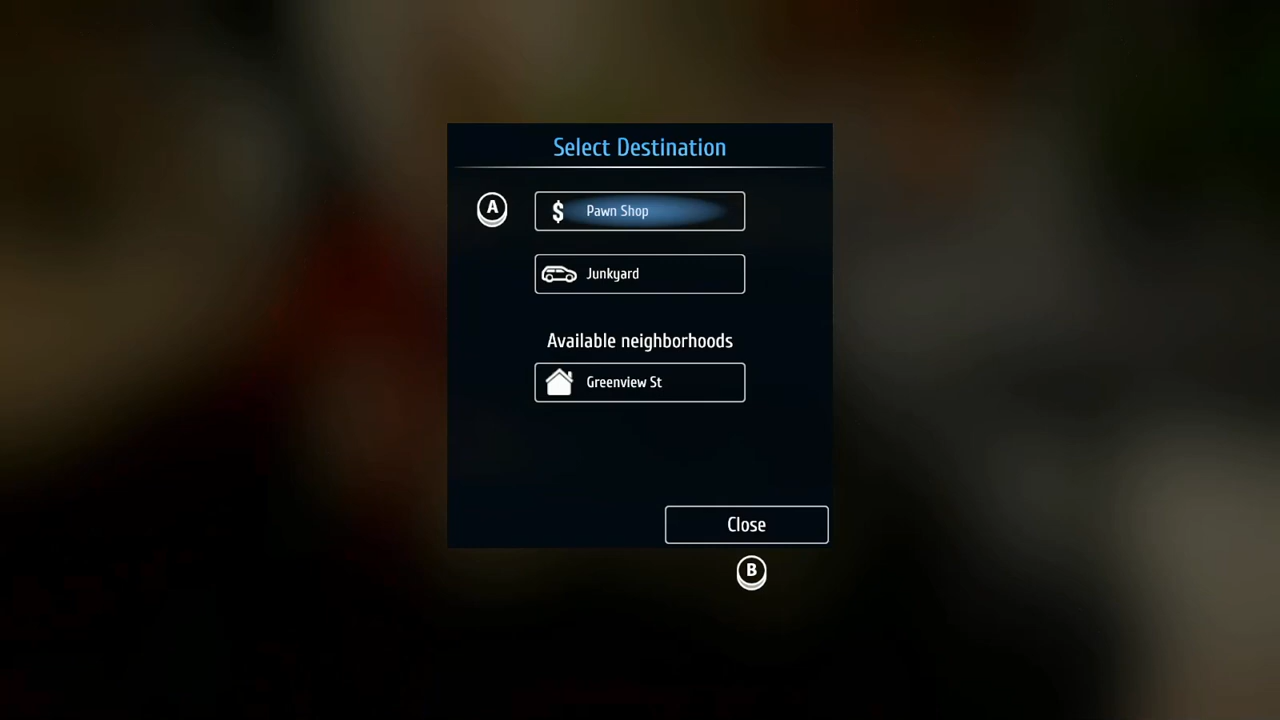 Select Destination
A
$ Pawn Shop
Junkyard
Available neighborhoods
Greenview St
Close
B